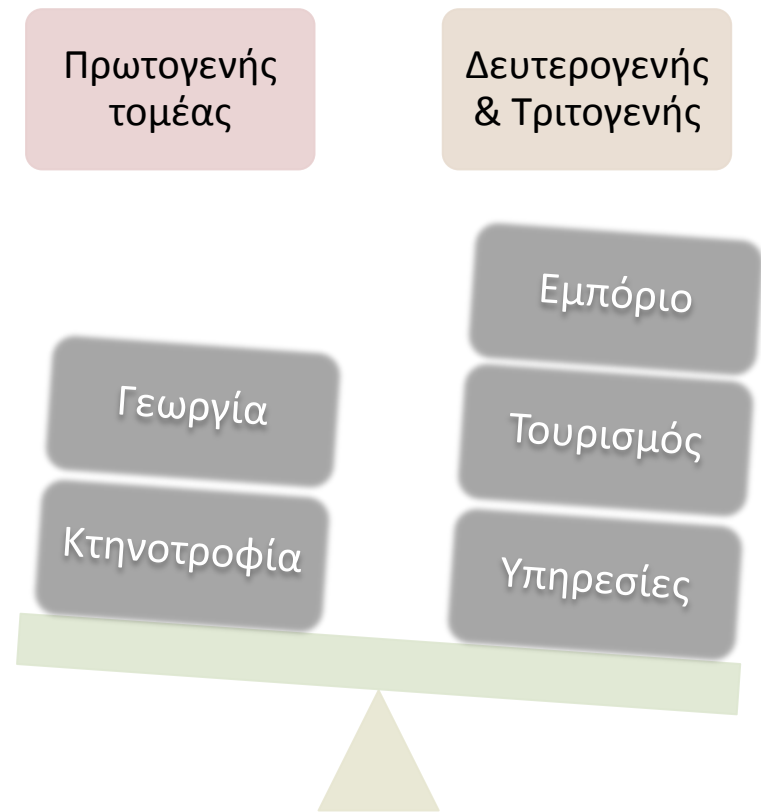 Πρωτογενής
τομέας
Δευτερογενής
& Τριτογενής
Γεωργία
Κτηνοτροφία
Εμπόριο
Τουρισμός
Υπηρεσίες